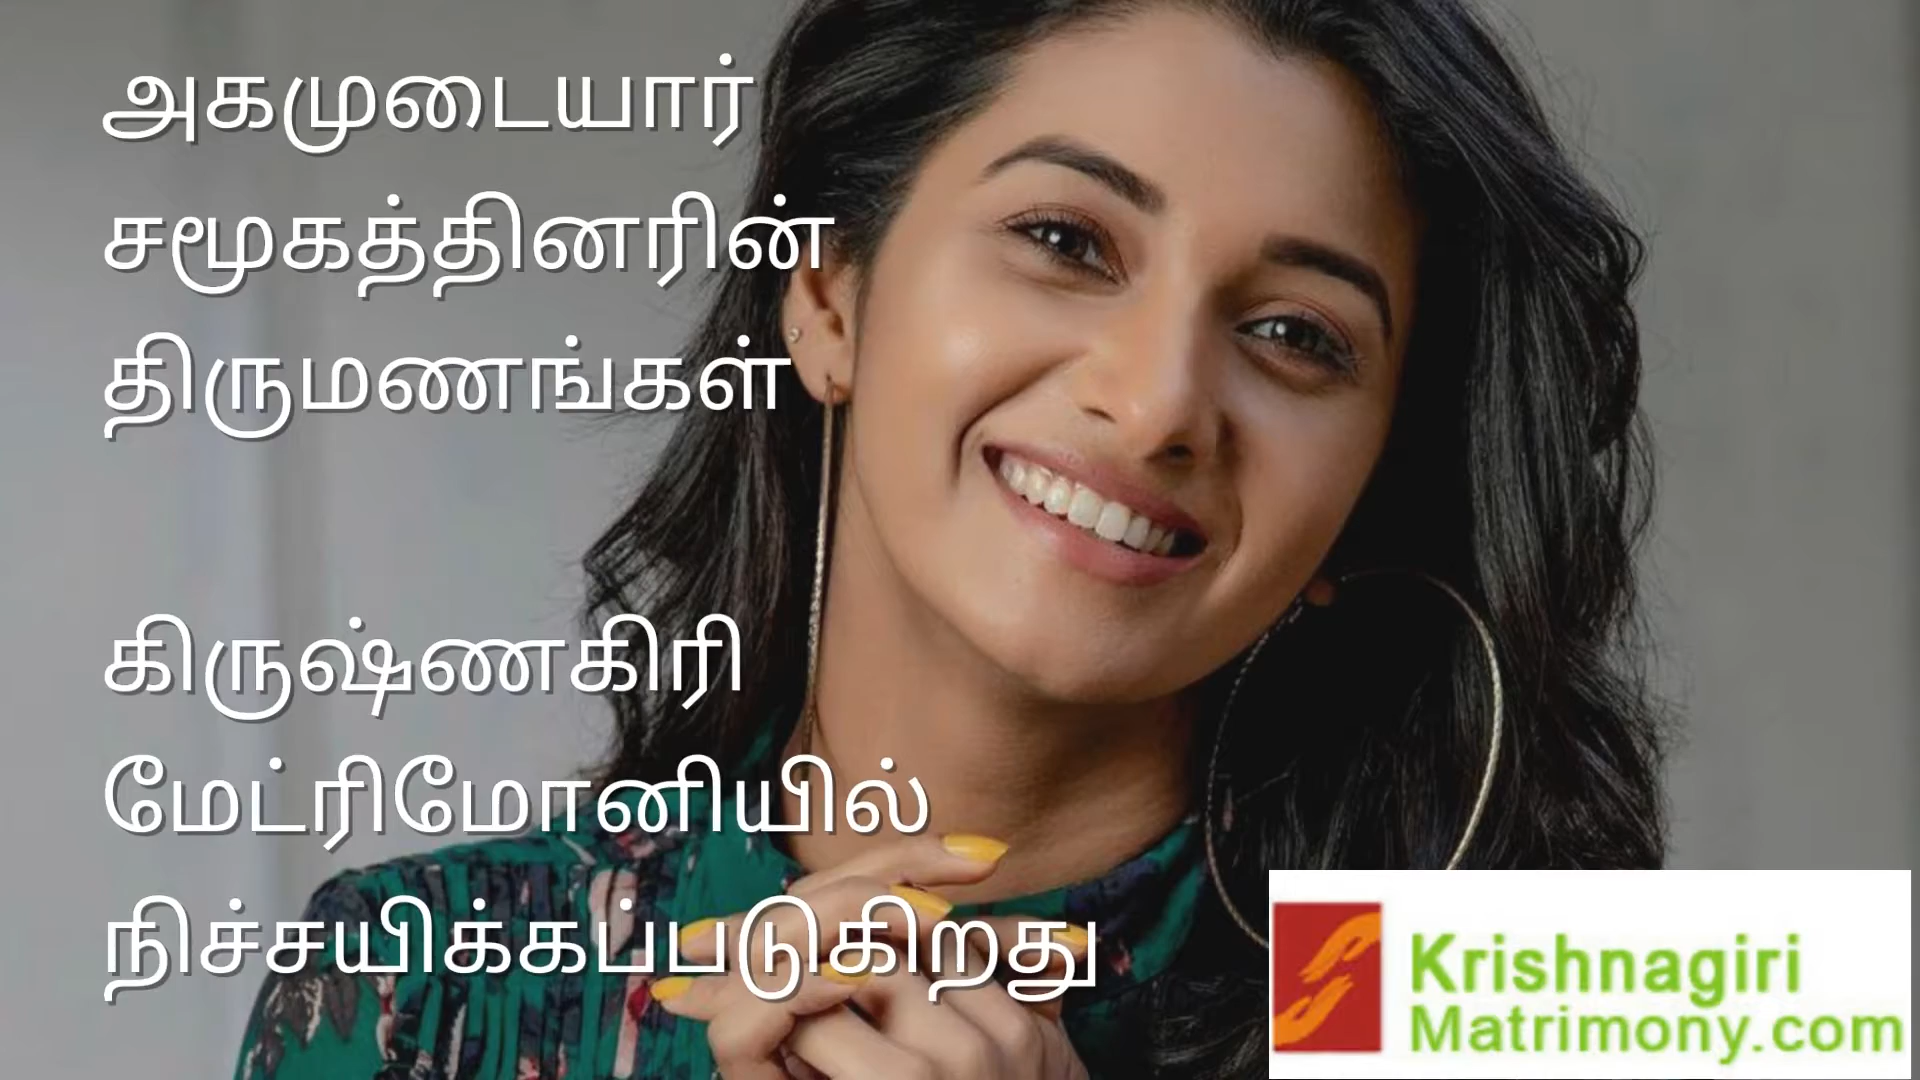 அகமுடையார்
சமூகத்தினரின்
திருமணங்கள்
கிருஷ்ணகிரி
மேட்ரிமோனியில்
நிச்சயிக்கப்படுகிறது
Krishnagiri
Matrimony.com